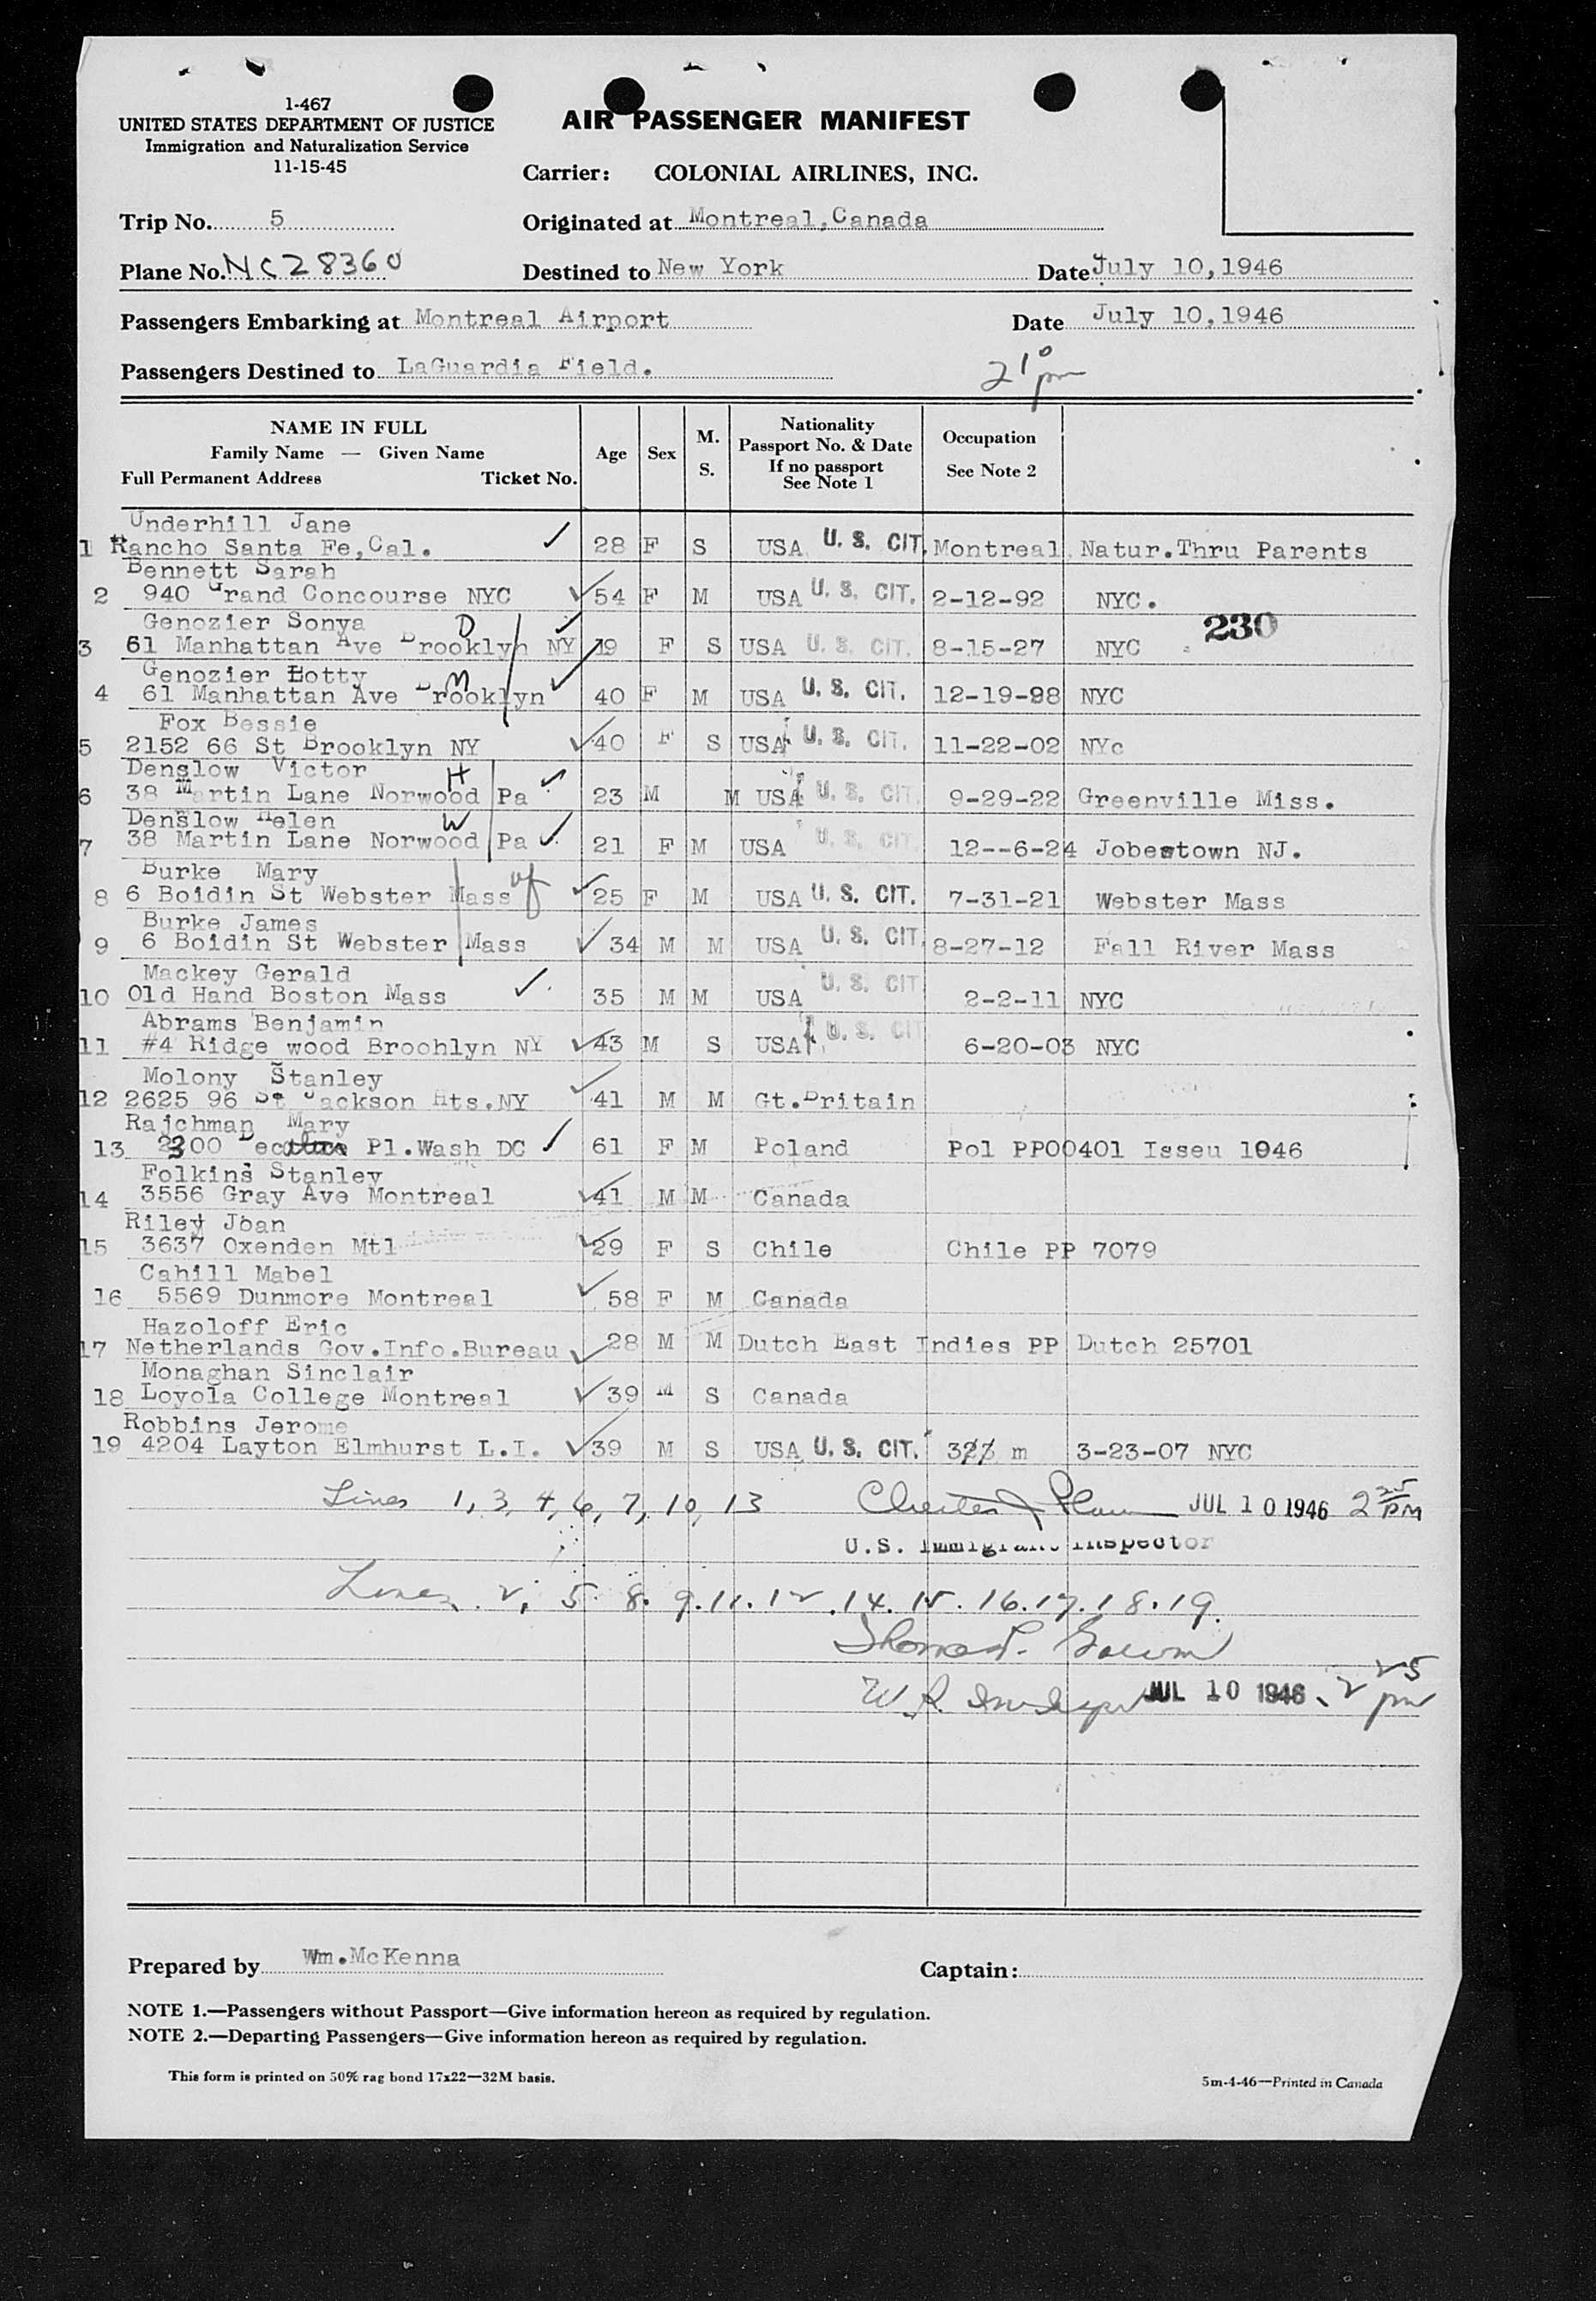 1-467
UNITED STATES DEPARTMENT OF JUSTICE
Immigration and Naturalization Service
11-15-45
AIR PASSENGER MANIFEST
Carrier: COLONIAL AIRLINES, INC.
Trip No. 5
Originated at Montreal, Canada
Plane No. NC28360
Destined to New York
Date July 10, 1946
Passengers Embarking at Montreal Airport
Date July 10, 1946
Passengers Destined to LaGuardia Field.
2 10 pm
NAME IN FULL
Family Name — Given Name
Full Permanent Address Ticket No.
Age
Sex
M. S.
Nationality
Passport No. & Date
If no passport
See Note 1
Occupation
See Note 2
Underhill Jane
1 Rancho Santa Fe, Cal. 28 F S USA U. S. CIT. Montreal Natur.Thru Parents
Bennett Sarah
2 940 Grand Concourse NYC 54 F M USA U. S. CIT. 2-12-92 NYC.
230
Genozier Sonya D
3 61 Manhattan Ave Brooklyn NY 19 F S USA U. S. CIT. 8-15-27 NYC
Genozier Botty M
4 61 Manhattan Ave Brooklyn 40 F M USA U. S. CIT. 12-19-98 NYC
Fox Bessie
5 2152 66 St Brooklyn NY 40 F S USA U. S. CIT. 11-22-02 NYc
Denslow Victor H
6 38 Martin Lane Norwood Pa 23 M M USA U. S. CIT. 9-29-22 Greenville Miss.
Denslow Helen W
7 38 Martin Lane Norwood Pa 21 F M USA U. S. CIT. 12--6-24 Jobestown NJ.
Burke Mary
8 6 Boidin St Webster Mass wf 25 F M USA U. S. CIT. 7-31-21 Webster Mass
Burke James
9 6 Boidin St Webster Mass 34 M M USA U. S. CIT. 8-27-12 Fall River Mass
Mackey Gerald
10 Old Hand Boston Mass 35 M M USA U. S. CIT. 2-2-11 NYC
Abrams Benjamin
11 #4 Ridge wood Broohlyn NY 43 M S USA U. S. CIT 6-20-03 NYC
Molony Stanley
12 2625 96 St Jackson Hts.NY 41 M M Gt.Britain
Rajchman Mary
13 2300 Pl.Wash DC 61 F M Poland Pol PP00401 Isseu 1946
Folkins Stanley
14 3556 Gray Ave Montreal 41 M M Canada
Riley Joan
15 3637 Oxenden Mtl 29 F S Chile Chile PP 7079
Cahill Mabel
16 5569 Dunmore Montreal 58 F M Canada
Hazoloff Eric
17 Netherlands Gov.Info.Bureau 28 M M Dutch East Indies PP Dutch 25701
Monaghan Sinclair
18 Loyola College Montreal 39 M S Canada
Robbins Jerome
19 4204 Layton Elmhurst L.I. 39 M S USA U. S. CIT. m 3-23-07 NYC
Lines 1, 3, 4, 6, 7, 10, 13 Chester J JUL 10 1946 2 25 PM
U.S. Immigrant Inspector
Lines 2, 5. 8. 9. 11. 12. 14. 15. 16. 17. 18. 19.
Thomas
JUL 10 1946 2 25 pm
Prepared by Wm.McKenna
Captain:
NOTE 1.—Passengers without Passport—Give information hereon as required by regulation.
NOTE 2.—Departing Passengers—Give information hereon as required by regulation.
This form is printed on 50% rag bond 17x22—32M basis.
5m-4-46—Printed in Canada